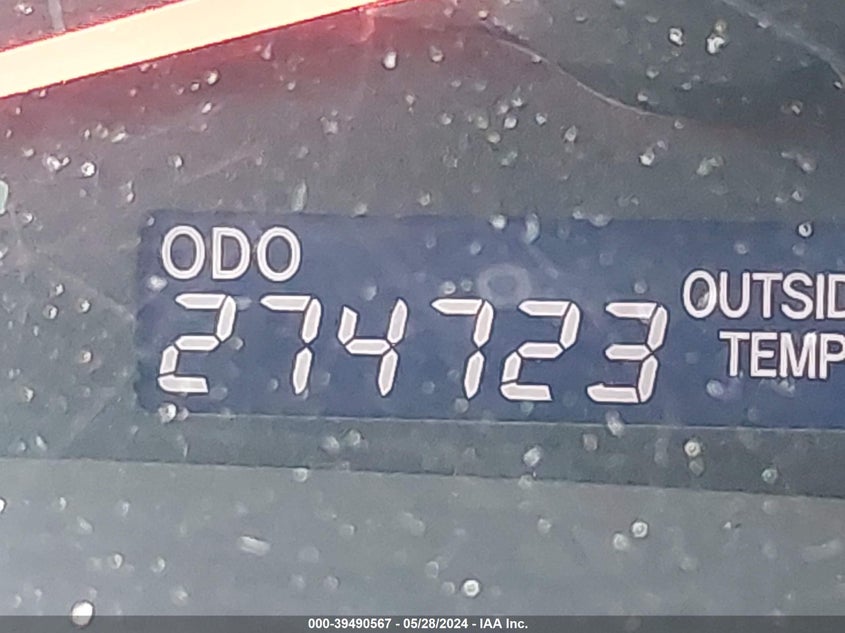 ODO
274723
OUTSID
TEMP
000-39490567 - 05/28/2024 - IAA Inc.